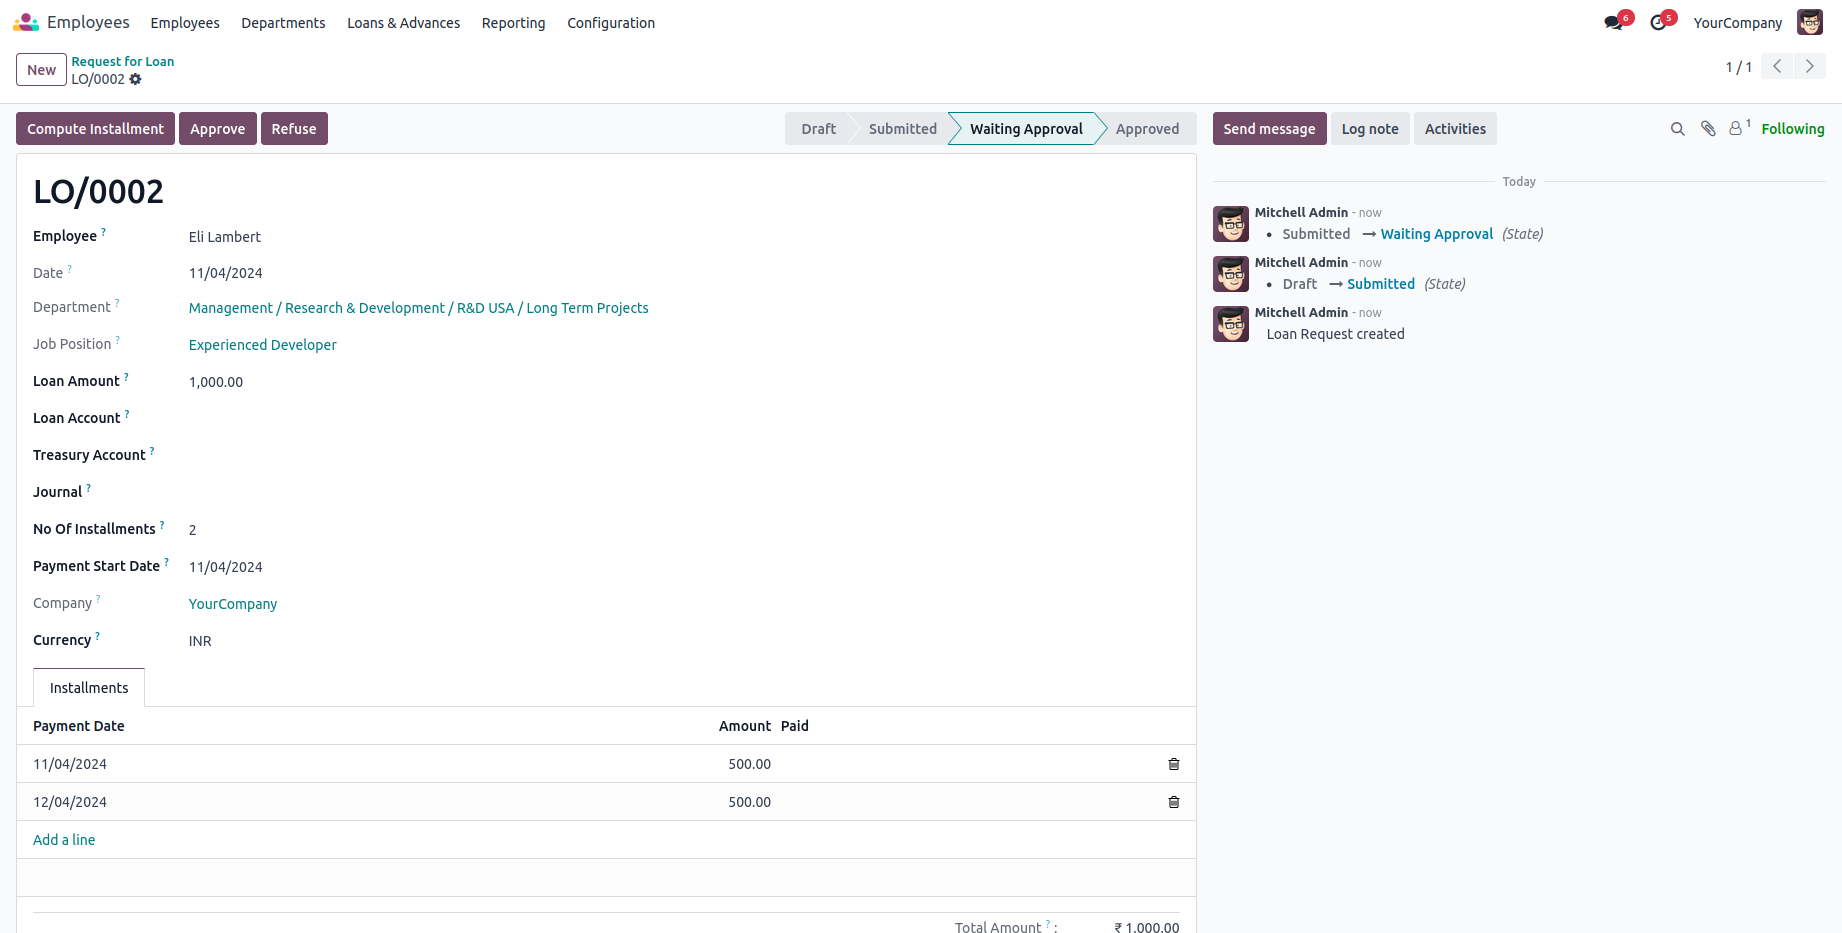 Employees Employees Departments Loans & Advances Reporting Configuration 6 5 YourCompany
New Request for Loan
LO/0002
1 / 1
Compute Installment Approve Refuse Draft Submitted Waiting Approval Approved Send message Log note Activities 1 Following
LO/0002
Employee ? Eli Lambert
Date ? 11/04/2024
Department ? Management / Research & Development / R&D USA / Long Term Projects
Job Position ? Experienced Developer
Loan Amount ? 1,000.00
Loan Account ?
Treasury Account ?
Journal ?
No Of Installments ? 2
Payment Start Date ? 11/04/2024
Company ? YourCompany
Currency ? INR
Installments
Payment Date Amount Paid
11/04/2024 500.00
12/04/2024 500.00
Add a line
Total Amount ? : ₹ 1,000.00
Today
Mitchell Admin - now
• Submitted → Waiting Approval (State)
Mitchell Admin - now
• Draft → Submitted (State)
Mitchell Admin - now
Loan Request created